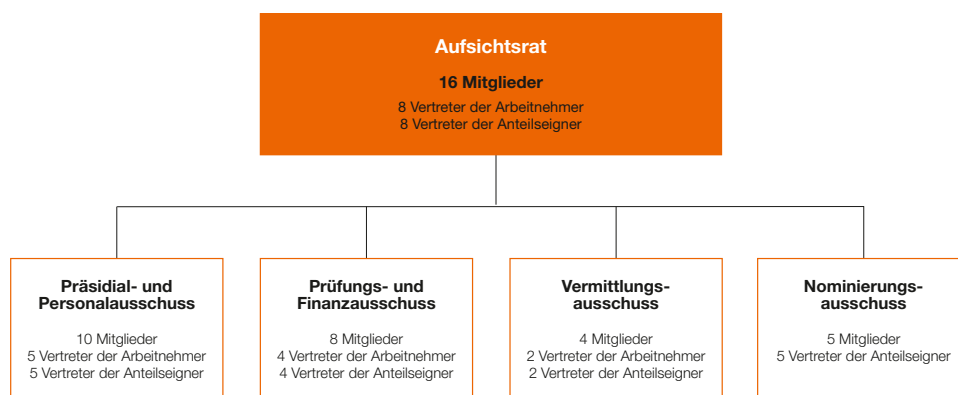 Aufsichtsrat
16 Mitglieder
8 Vertreter der Arbeitnehmer
8 Vertreter der Anteilseigner
Präsidial- und
Personalausschuss
10 Mitglieder
5 Vertreter der Arbeitnehmer
5 Vertreter der Anteilseigner
Prüfungs- und
Finanzausschuss
8 Mitglieder
4 Vertreter der Arbeitnehmer
4 Vertreter der Anteilseigner
Vermittlungs-
ausschuss
4 Mitglieder
2 Vertreter der Arbeitnehmer
2 Vertreter der Anteilseigner
Nominierungs-
ausschuss
5 Mitglieder
5 Vertreter der Anteilseigner